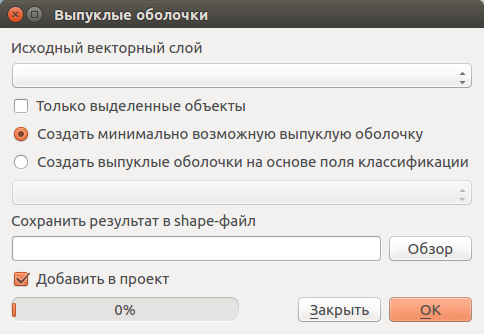 Выпуклые оболочки
Исходный векторный слой
Только выделенные объекты
Создать минимально возможную выпуклую оболочку
Создать выпуклые оболочки на основе поля классификации
Сохранить результат в shape-файл
Обзор
Добавить в проект
0%
Закрыть
OK